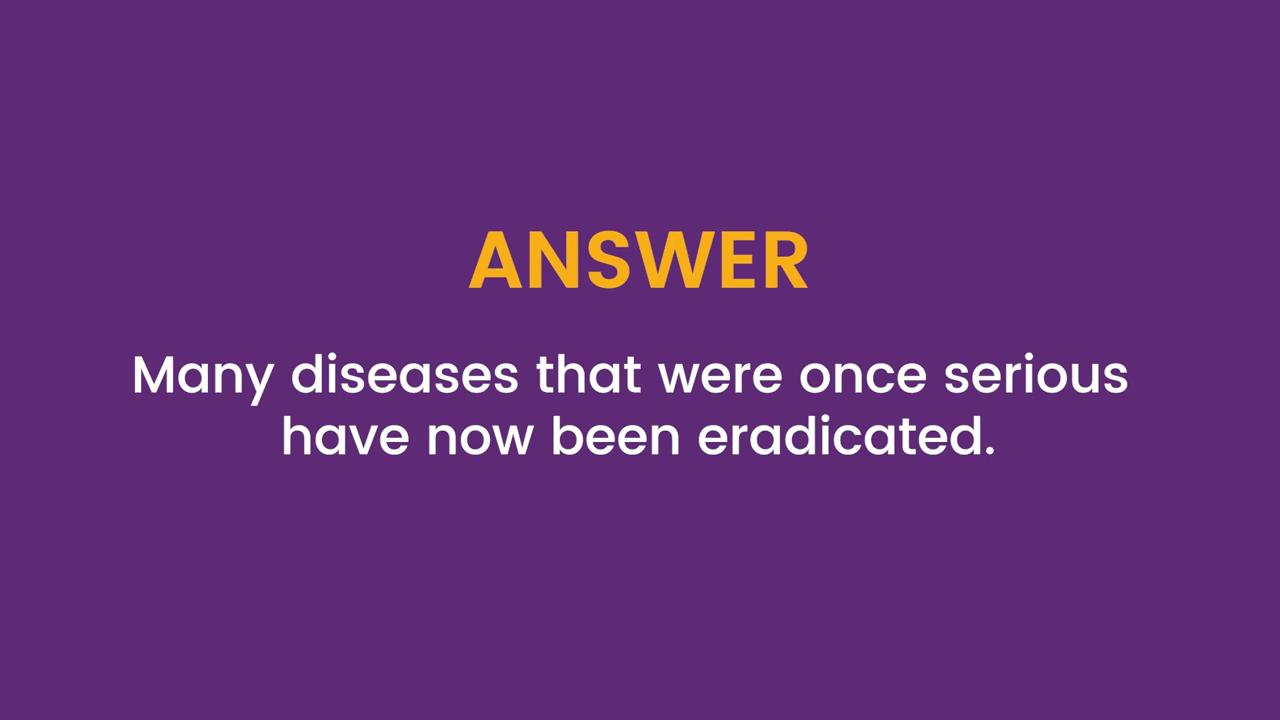 ANSWER
Many diseases that were once serious
have now been eradicated.